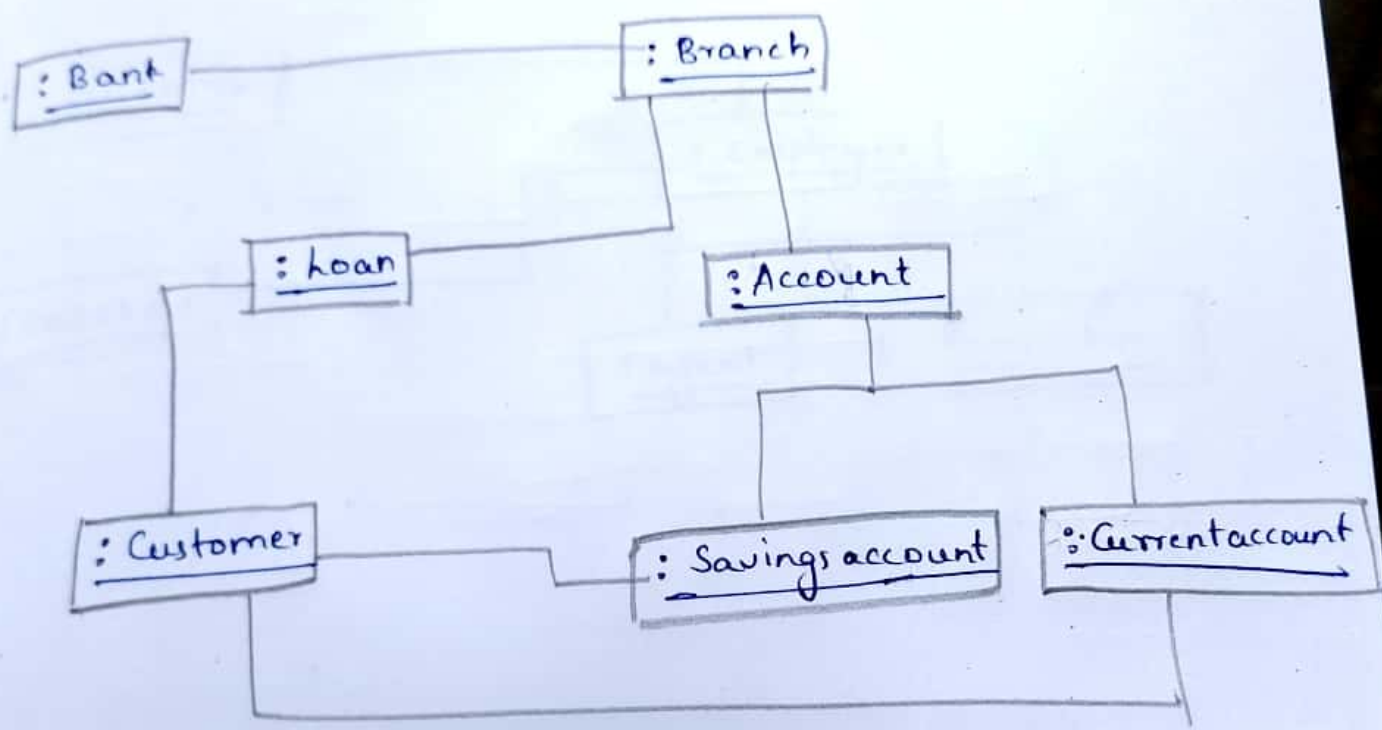 : Bank
: Branch
: Loan
: Account
: Customer
: Savings account
: Currentaccount